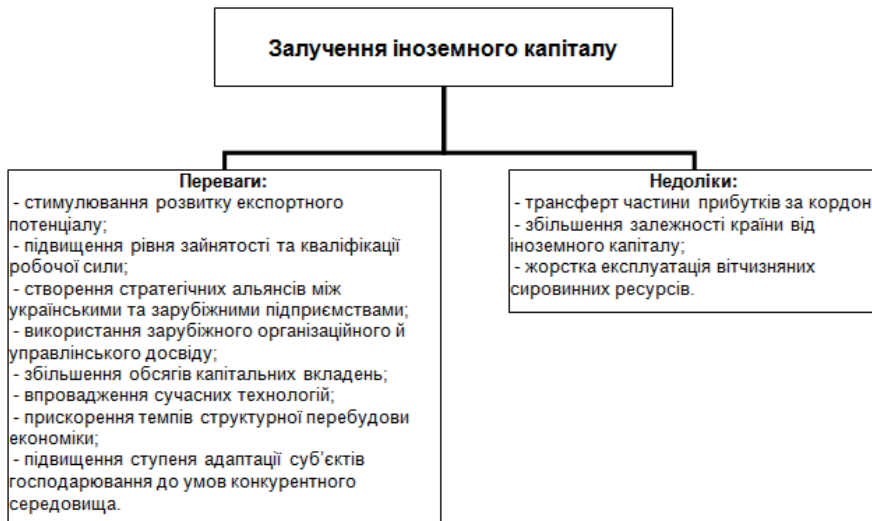 Залучення іноземного капіталу
Переваги:
- стимулювання розвитку експортного
потенціалу;
- підвищення рівня зайнятості та кваліфікації
робочої сили;
- створення стратегічних альянсів між
українськими та зарубіжними підприємствами;
- використання зарубіжного організаційного й
управлінського досвіду;
- збільшення обсягів капітальних вкладень;
- впровадження сучасних технологій;
- прискорення темпів структурної перебудови
економіки;
- підвищення ступеня адаптації суб’єктів
господарювання до умов конкурентного
середовища.
Недоліки:
- трансферт частини прибутків за кордон
- збільшення залежності країни від
іноземного капіталу;
- жорстка експлуатація вітчизняних
сировинних ресурсів.